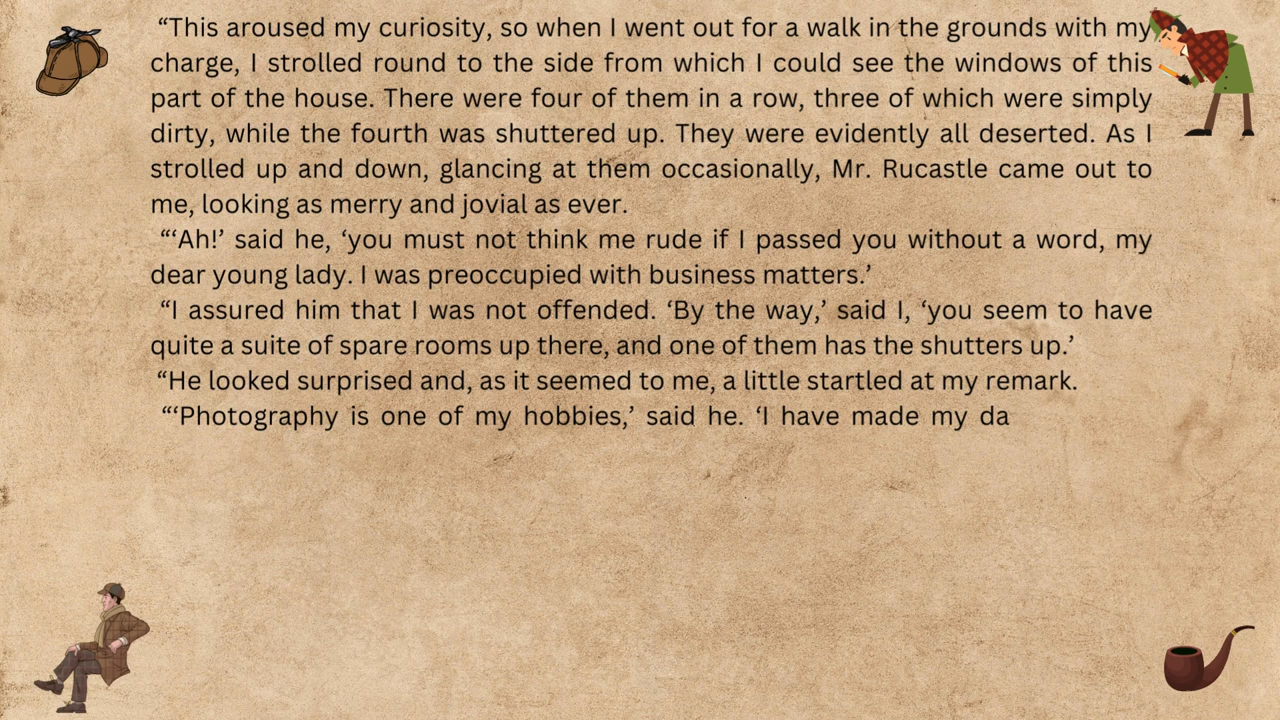 “This aroused my curiosity, so when I went out for a walk in the grounds with my
charge, I strolled round to the side from which I could see the windows of this
part of the house. There were four of them in a row, three of which were simply
dirty, while the fourth was shuttered up. They were evidently all deserted. As I
strolled up and down, glancing at them occasionally, Mr. Rucastle came out to
me, looking as merry and jovial as ever.
“‘Ah!’ said he, ‘you must not think me rude if I passed you without a word, my
dear young lady. I was preoccupied with business matters.’
“I assured him that I was not offended. ‘By the way,’ said I, ‘you seem to have
quite a suite of spare rooms up there, and one of them has the shutters up.’
“He looked surprised and, as it seemed to me, a little startled at my remark.
“‘Photography is one of my hobbies,’ said he. ‘I have made my da